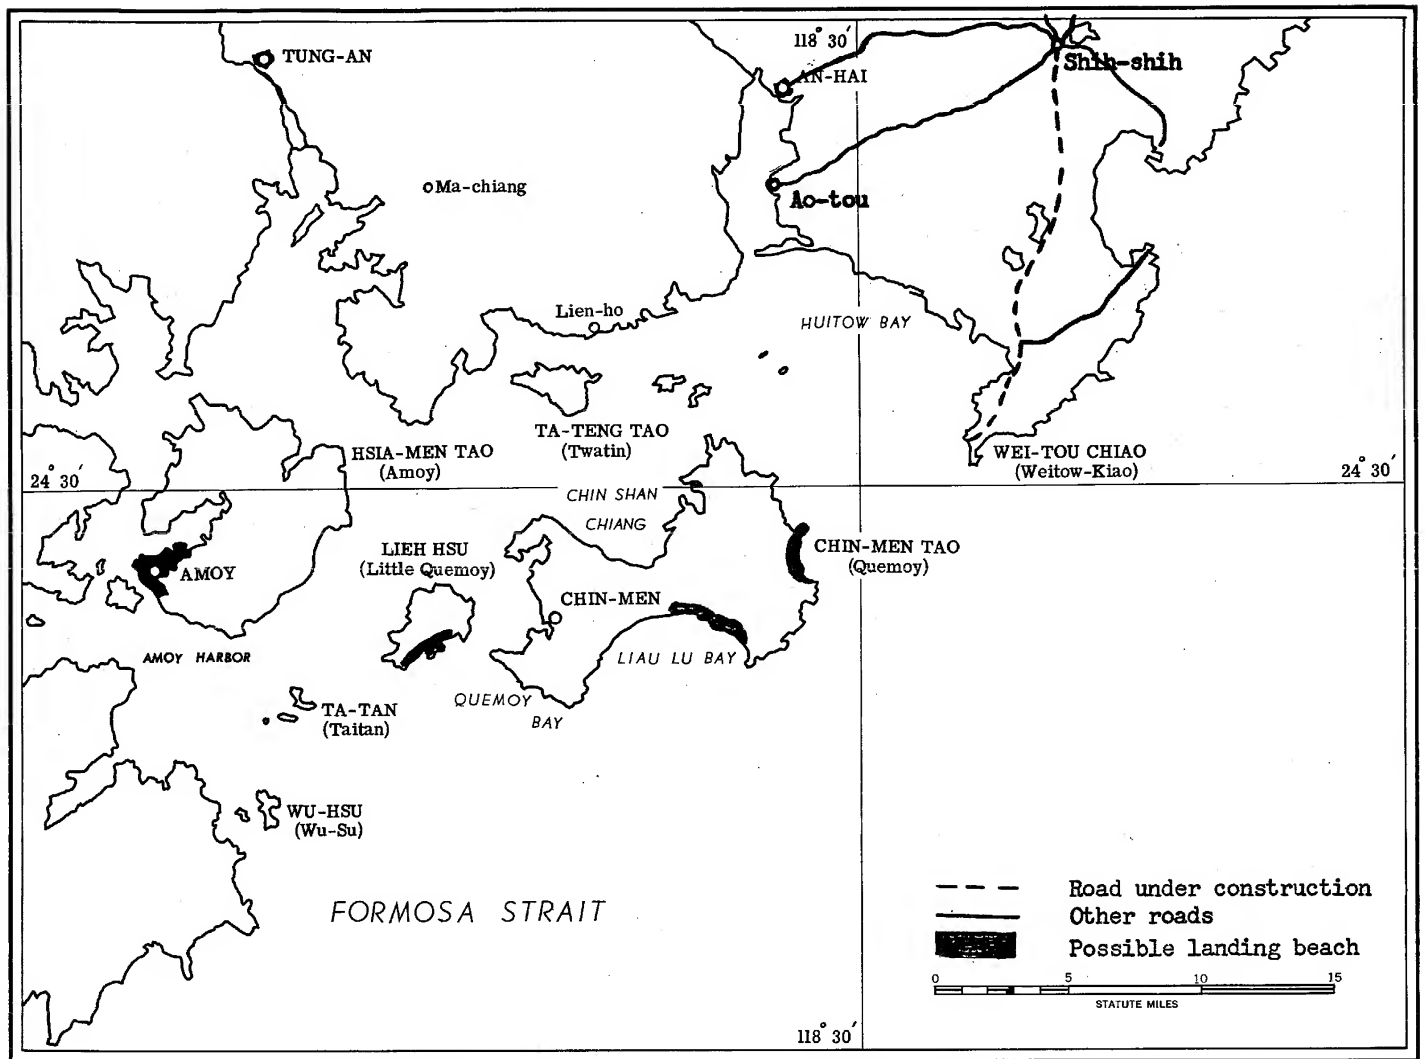 118° 30′
TUNG-AN
Shih-shih
AN-HAI
Ma-chiang
Ao-tou
Lien-ho
HUITOW BAY
TA-TENG TAO
(Twatin)
HSIA-MEN TAO
(Amoy)
WEI-TOU CHIAO
(Weitow-Kiao)
24° 30′
24° 30′
CHIN SHAN
CHIANG
LIEH HSU
(Little Quemoy)
CHIN-MEN TAO
(Quemoy)
AMOY
CHIN-MEN
AMOY HARBOR
LIAU LU BAY
QUEMOY
BAY
TA-TAN
(Taitan)
WU-HSU
(Wu-Su)
FORMOSA STRAIT
Road under construction
Other roads
Possible landing beach
0 5 10 15
STATUTE MILES
118° 30′